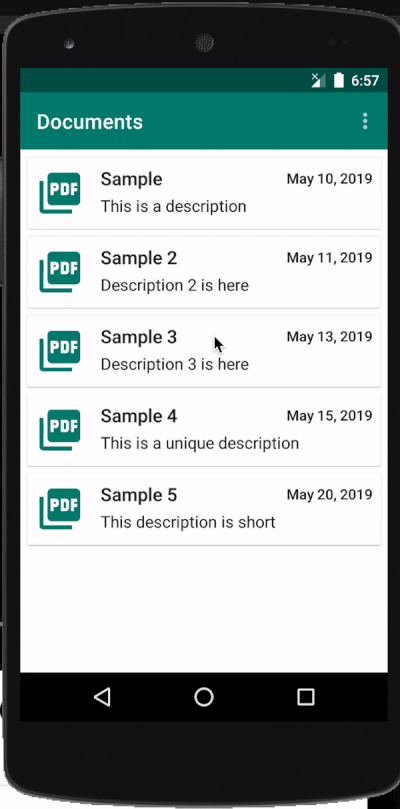 6:57
Documents
PDF
Sample
May 10, 2019
This is a description
PDF
Sample 2
May 11, 2019
Description 2 is here
PDF
Sample 3
May 13, 2019
Description 3 is here
PDF
Sample 4
May 15, 2019
This is a unique description
PDF
Sample 5
May 20, 2019
This description is short